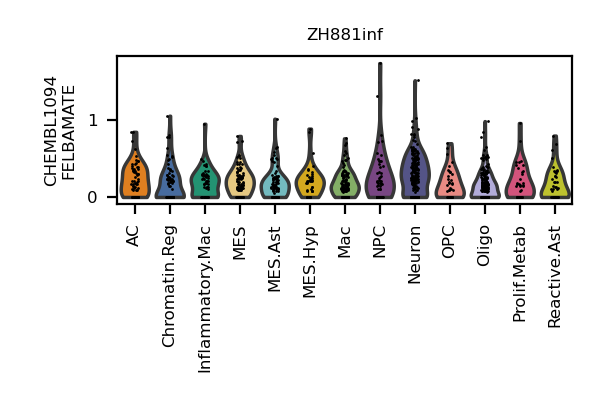 ZH881inf
CHEMBL1094
FELBAMATE
1
0
AC
Chromatin.Reg
Inflammatory.Mac
MES
MES.Ast
MES.Hyp
Mac
NPC
Neuron
OPC
Oligo
Prolif.Metab
Reactive.Ast